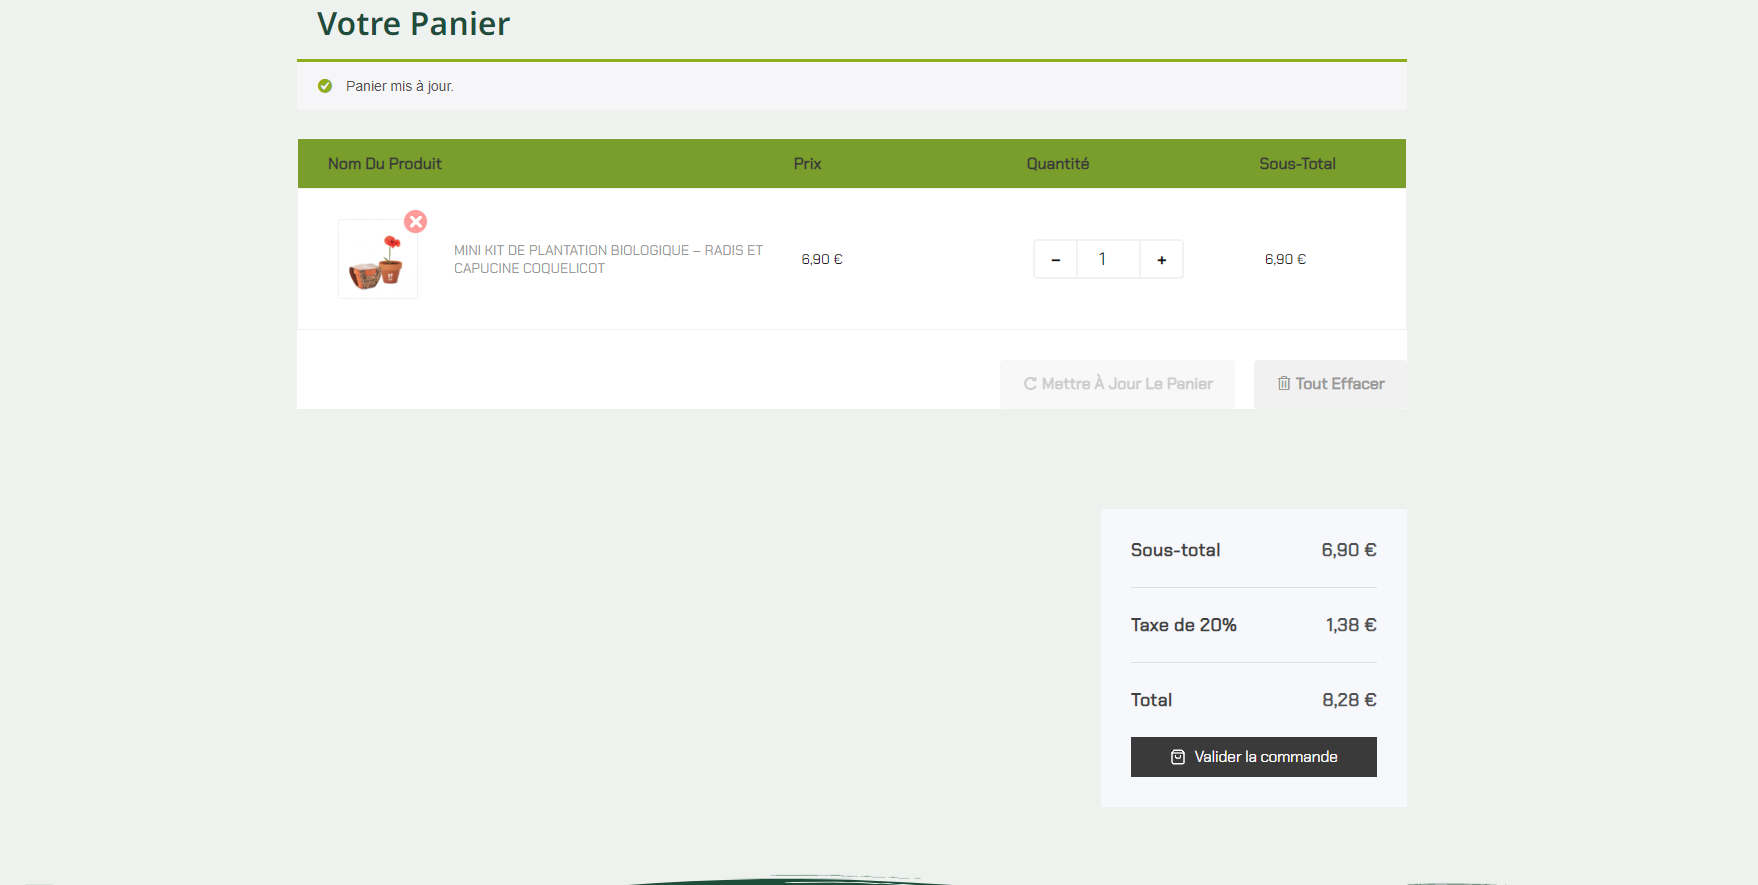 Votre Panier
Panier mis à jour.
Nom Du Produit Prix Quantité Sous-Total
MINI KIT DE PLANTATION BIOLOGIQUE – RADIS ET
CAPUCINE COQUELICOT
6,90 €
− 1 +
6,90 €
Mettre À Jour Le Panier
Tout Effacer
Sous-total 6,90 €
Taxe de 20% 1,38 €
Total 8,28 €
Valider la commande